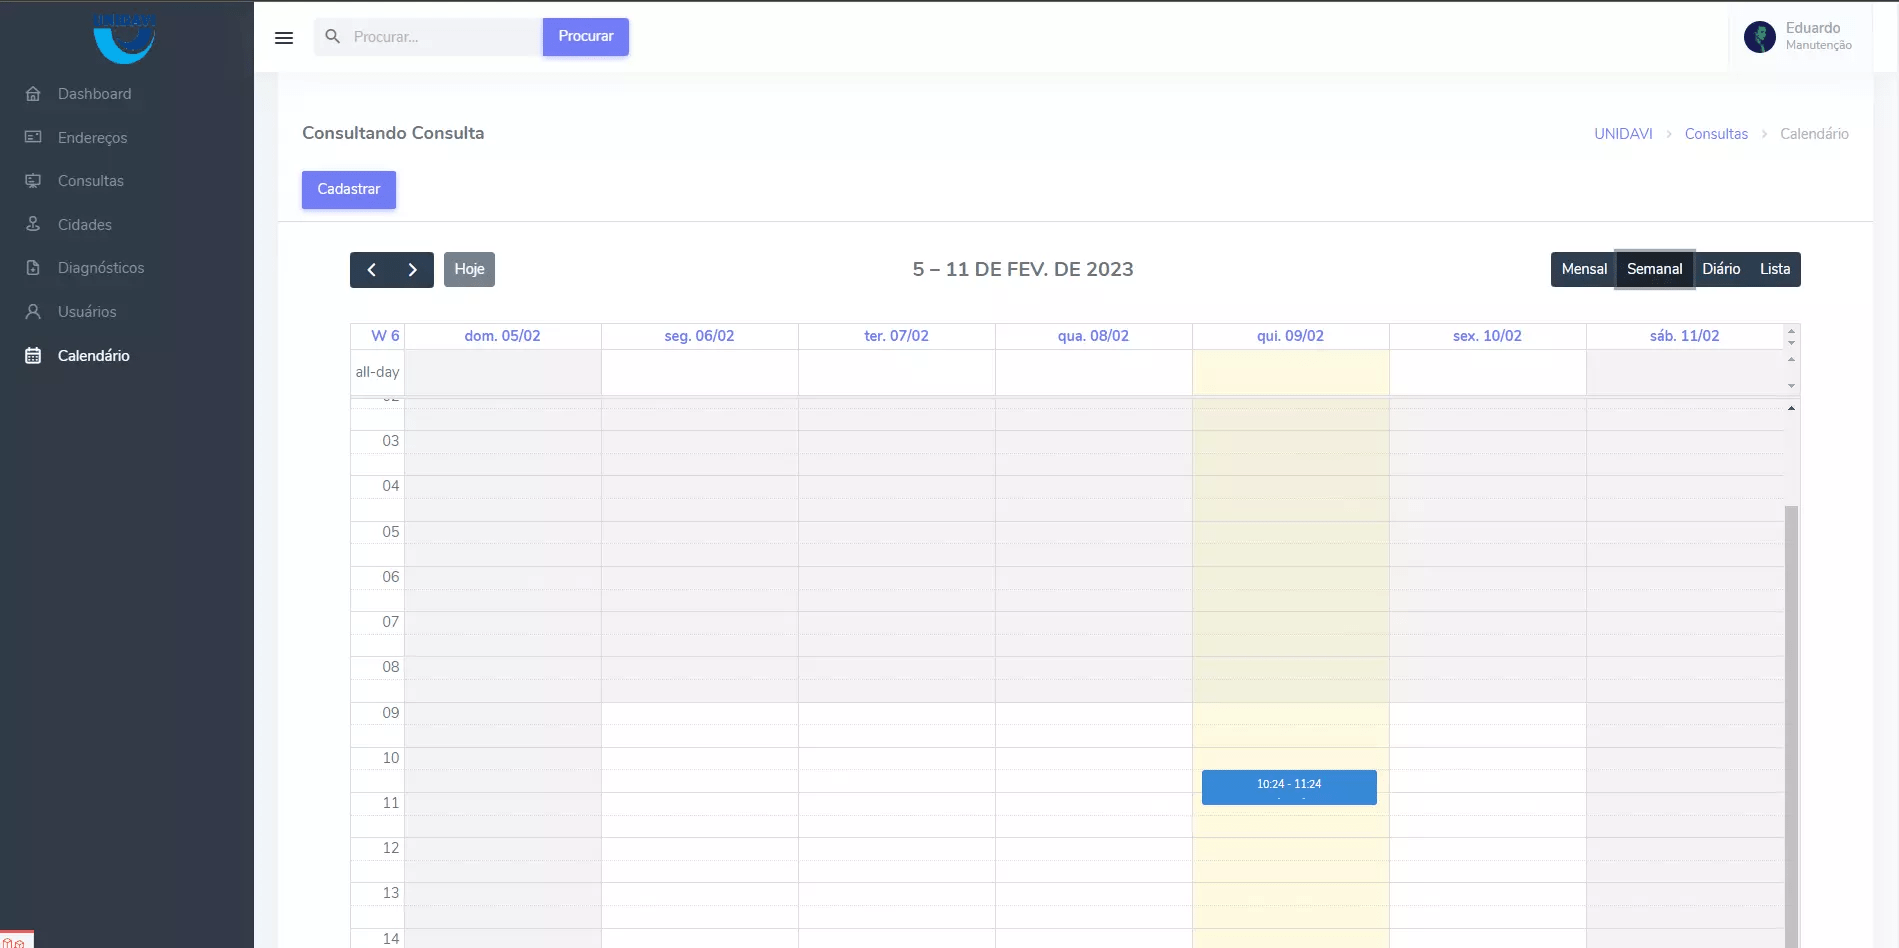 UNIDAVI
Procurar...
Procurar
Eduardo
Manutenção
Dashboard
Endereços
Consultas
Cidades
Diagnósticos
Usuários
Calendário
Consultando Consulta
UNIDAVI > Consultas > Calendário
Cadastrar
Hoje
5 – 11 DE FEV. DE 2023
Mensal Semanal Diário Lista
W 6 dom. 05/02 seg. 06/02 ter. 07/02 qua. 08/02 qui. 09/02 sex. 10/02 sáb. 11/02
all-day
03
04
05
06
07
08
09
10
10:24 - 11:24
11
12
13
14